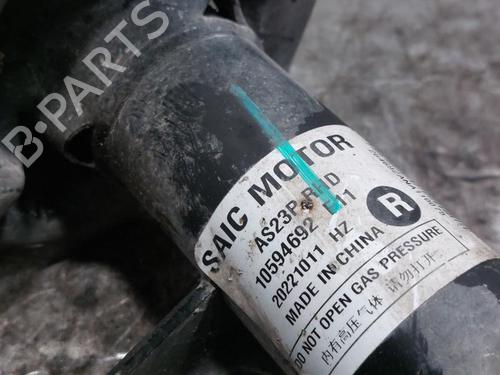 B-PARTS
SAIC MOTOR
AS23P RHD
10594692 11
20221011 HZ
MADE IN CHINA
R
DO NOT OPEN GAS PRESSURE
内有高压气体 请勿打开